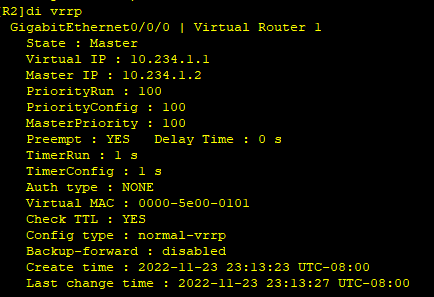 [R2]di vrrp
GigabitEthernet0/0/0 | Virtual Router 1
State : Master
Virtual IP : 10.234.1.1
Master IP : 10.234.1.2
PriorityRun : 100
PriorityConfig : 100
MasterPriority : 100
Preempt : YES Delay Time : 0 s
TimerRun : 1 s
TimerConfig : 1 s
Auth type : NONE
Virtual MAC : 0000-5e00-0101
Check TTL : YES
Config type : normal-vrrp
Backup-forward : disabled
Create time : 2022-11-23 23:13:23 UTC-08:00
Last change time : 2022-11-23 23:13:27 UTC-08:00